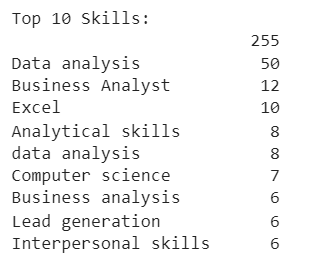 Top 10 Skills:
255
Data analysis 50
Business Analyst 12
Excel 10
Analytical skills 8
data analysis 8
Computer science 7
Business analysis 6
Lead generation 6
Interpersonal skills 6